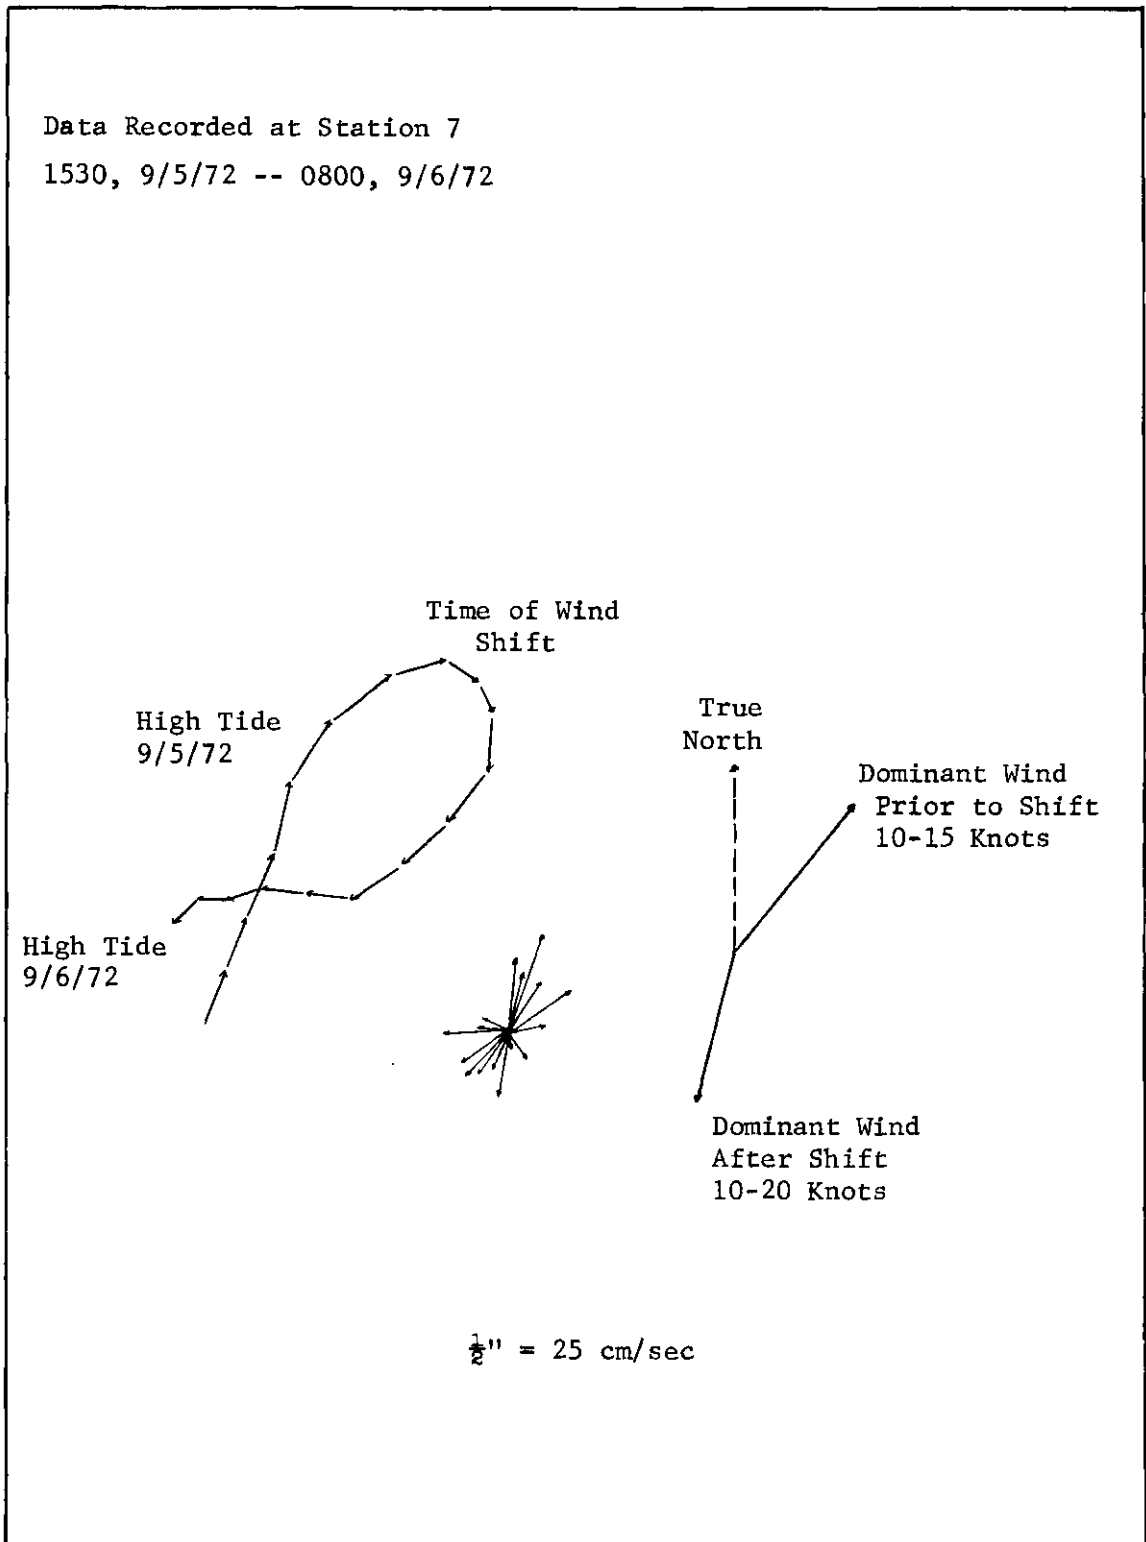 Data Recorded at Station 7
1530, 9/5/72 -- 0800, 9/6/72
Time of Wind
Shift
High Tide
9/5/72
True
North
Dominant Wind
Prior to Shift
10-15 Knots
High Tide
9/6/72
Dominant Wind
After Shift
10-20 Knots
½" = 25 cm/sec